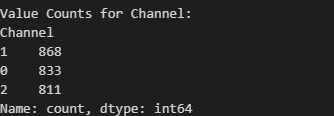 Value Counts for Channel:
Channel
1    868
0    833
2    811
Name: count, dtype: int64